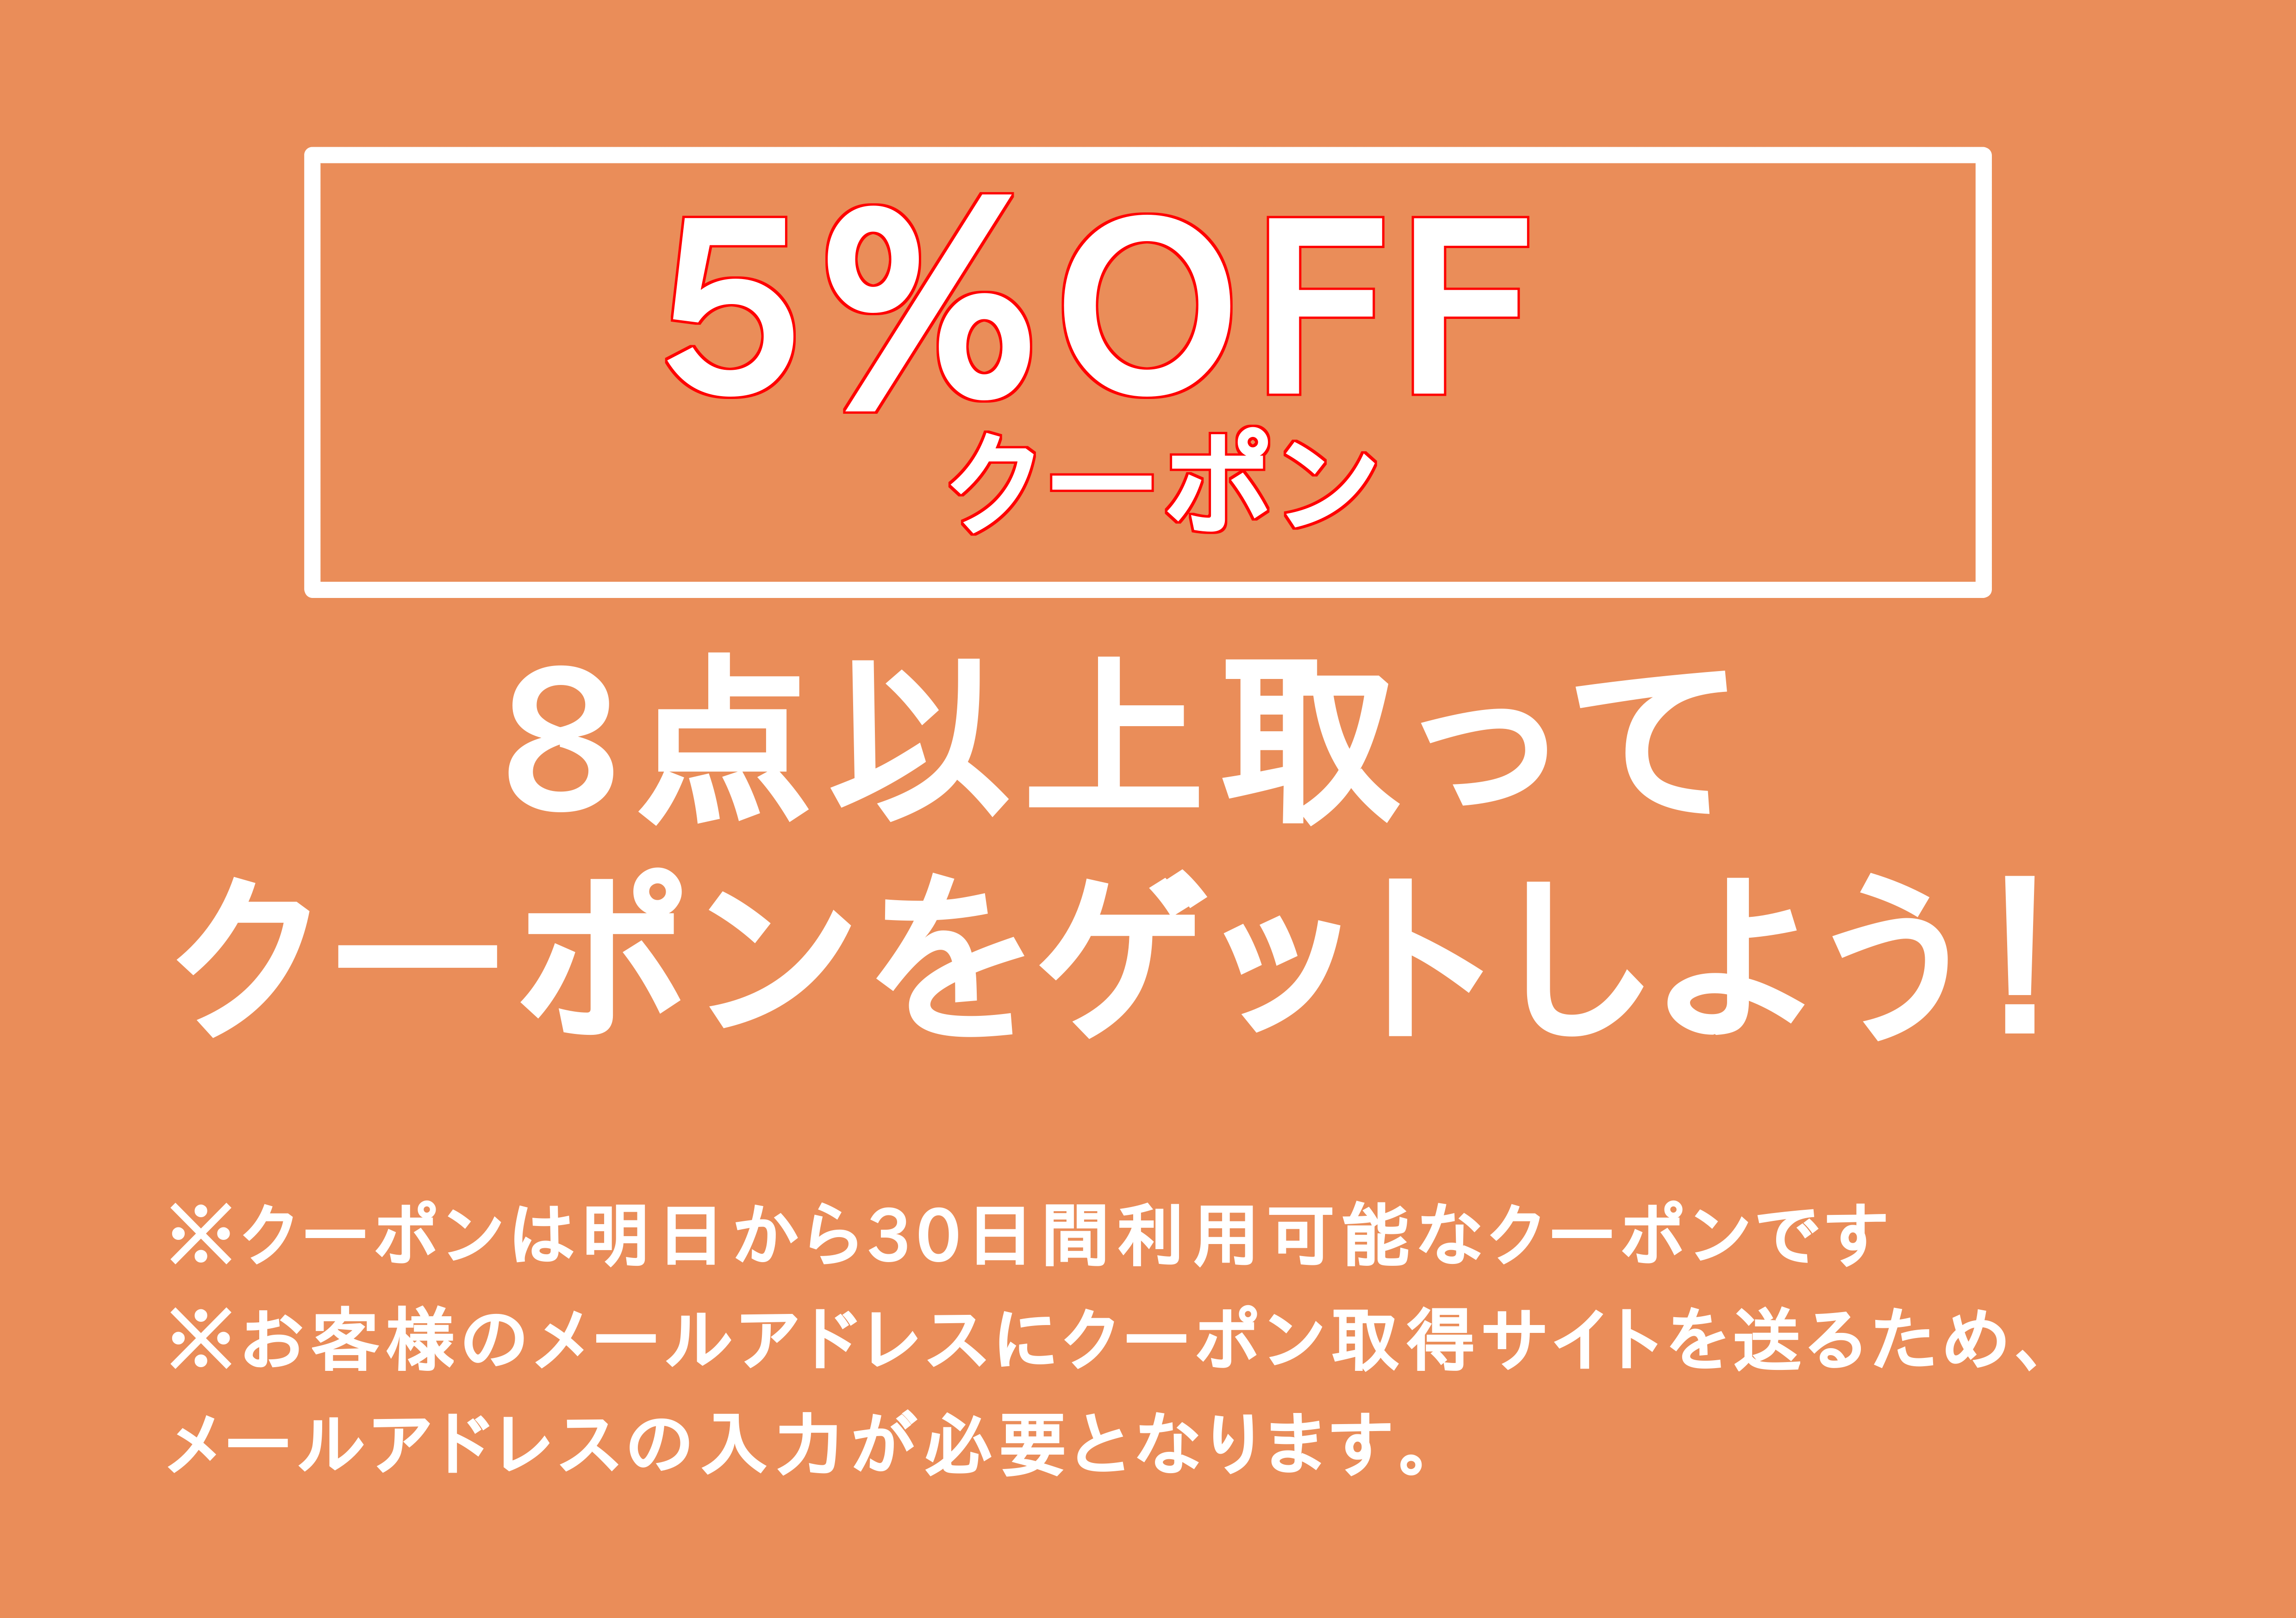 5%OFF
クーポン
8点以上取って
クーポンをゲットしよう!
※クーポンは明日から30日間利用可能なクーポンです
※お客様のメールアドレスにクーポン取得サイトを送るため、
メールアドレスの入力が必要となります。